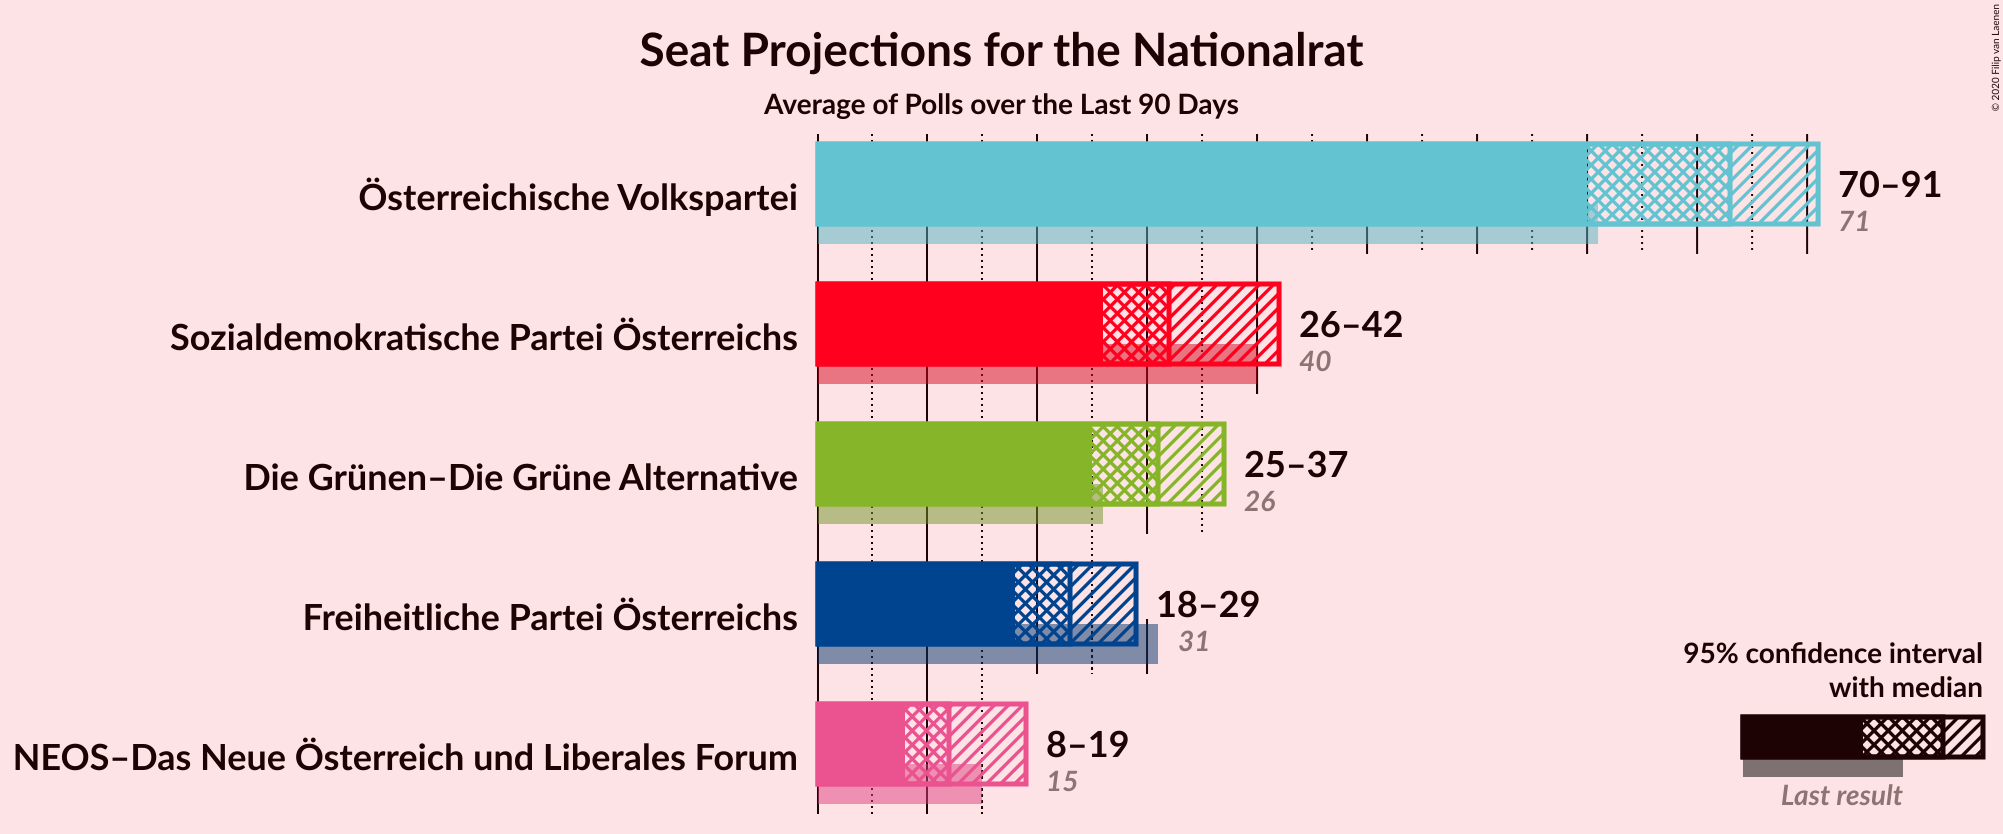 Seat Projections for the Nationalrat
Average of Polls over the Last 90 Days
© 2020 Filip van Laenen
Österreichische Volkspartei
70–91
71
Sozialdemokratische Partei Österreichs
26–42
40
Die Grünen–Die Grüne Alternative
25–37
26
Freiheitliche Partei Österreichs
18–29
31
NEOS–Das Neue Österreich und Liberales Forum
8–19
15
95% confidence interval
with median
Last result